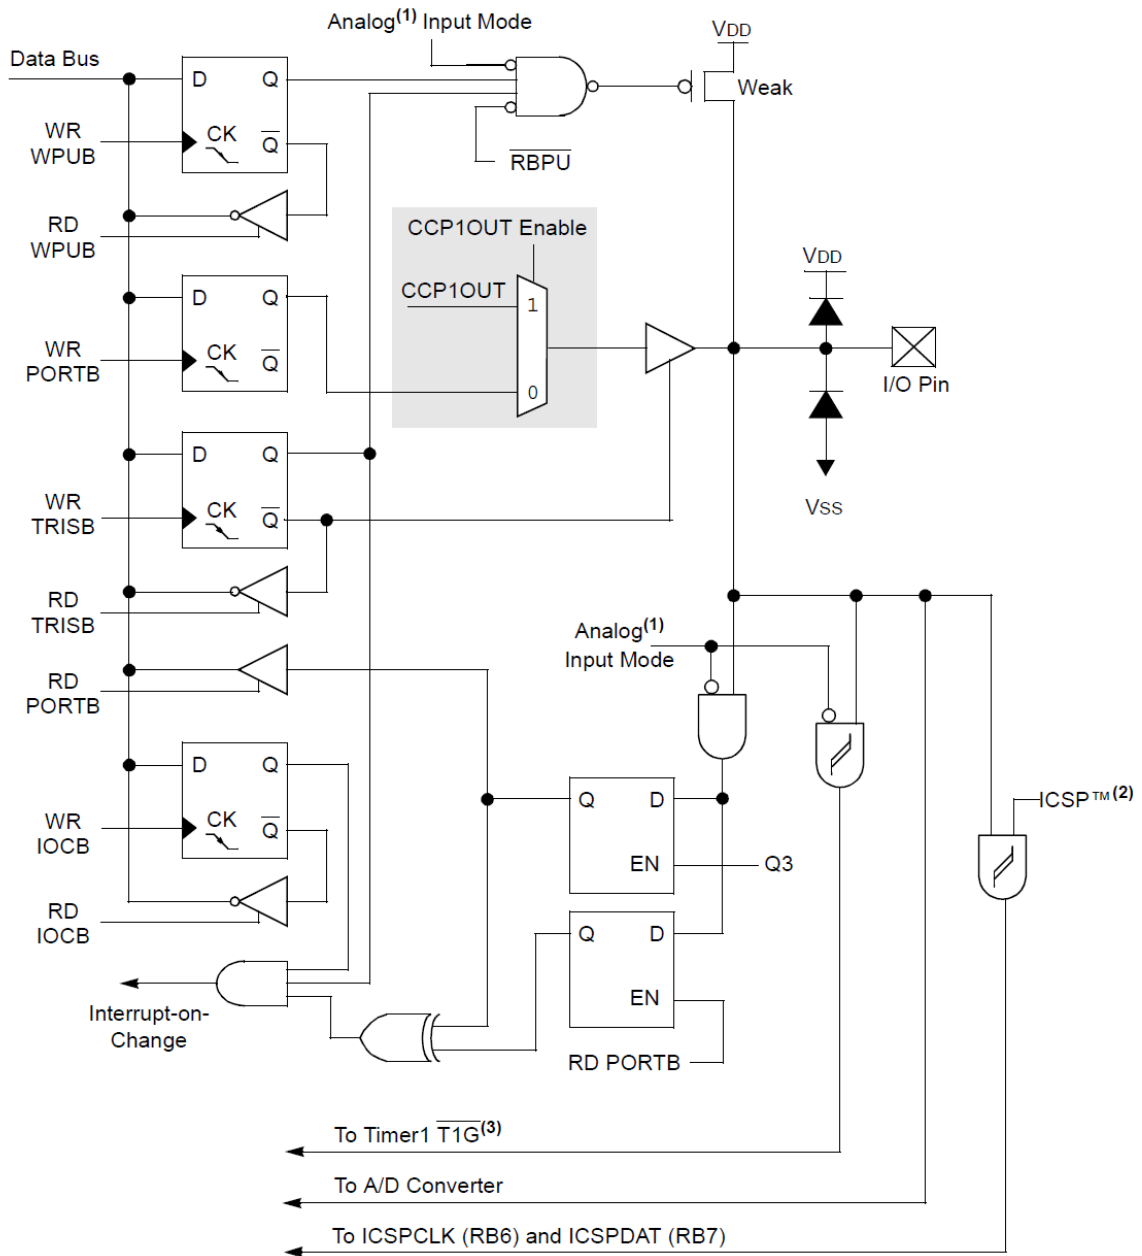 Analog(1) Input Mode
VDD
Data Bus
D Q
Weak
WR WPUB
CK Q
RBPU
RD WPUB
CCP1OUT Enable
VDD
D Q
CCP1OUT
1
WR PORTB
CK Q
I/O Pin
0
D Q
WR TRISB
CK Q
VSS
RD TRISB
Analog(1) Input Mode
RD PORTB
D Q
Q D
ICSP™(2)
WR IOCB
CK Q
EN
Q3
RD IOCB
Q D
EN
Interrupt-on-Change
RD PORTB
To Timer1 T1G(3)
To A/D Converter
To ICSPCLK (RB6) and ICSPDAT (RB7)